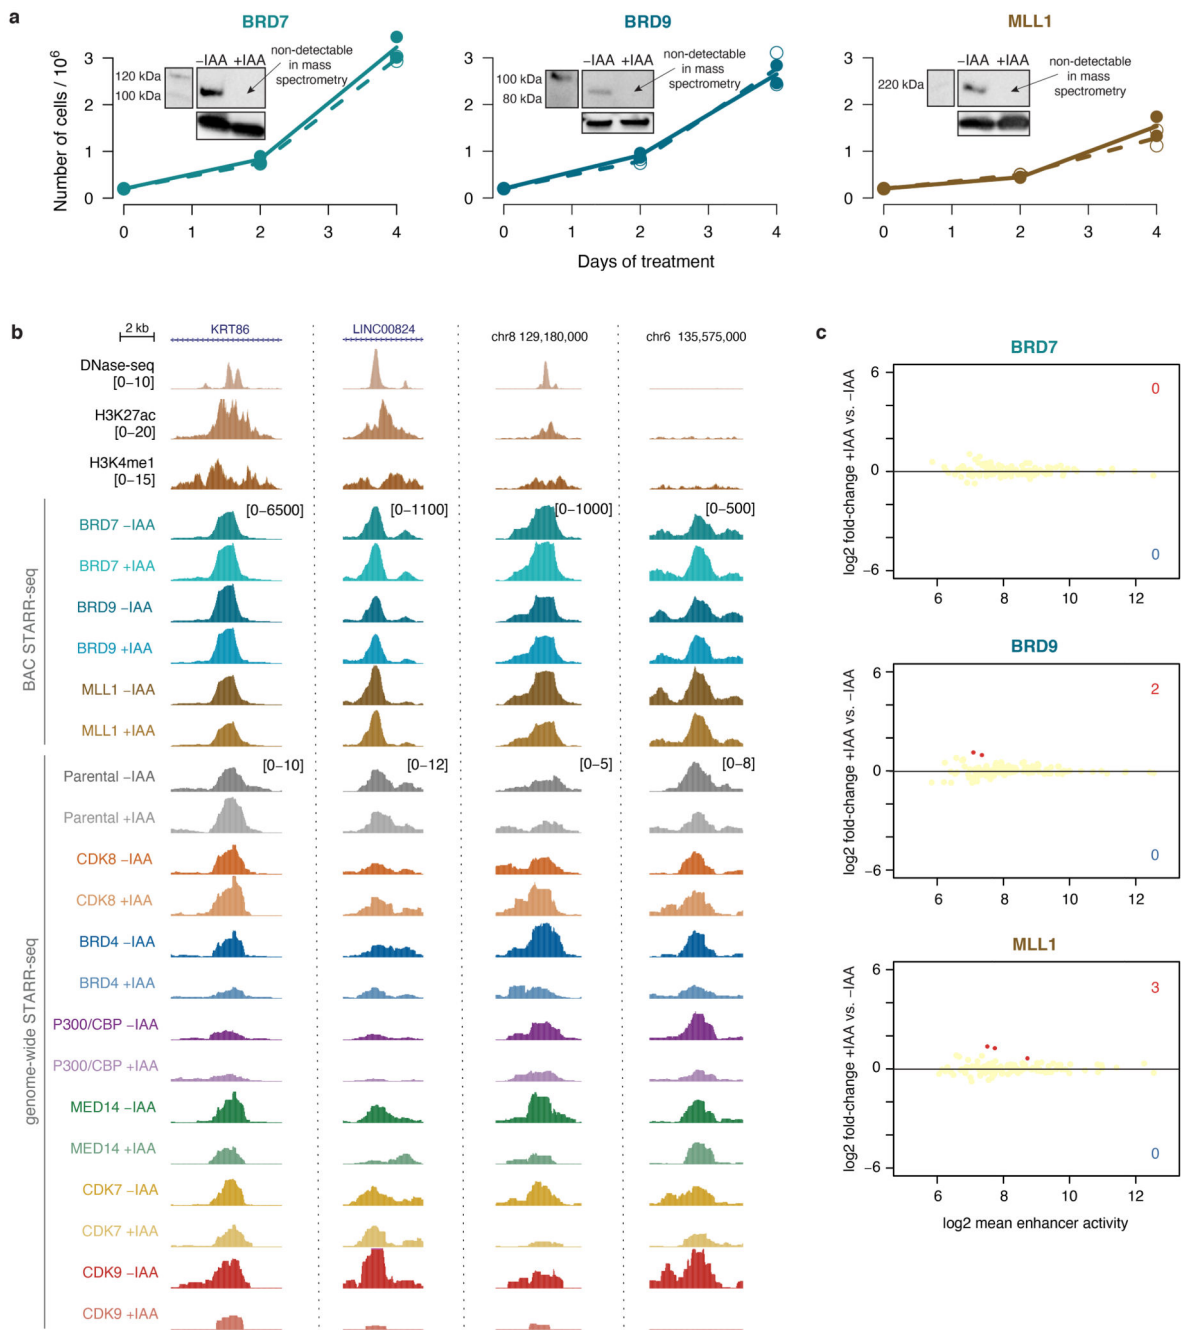 a
BRD7
BRD9
MLL1
Number of cells / 10⁶
3
2
1
0
0 1 2 3 4
120 kDa
100 kDa
−IAA +IAA
non-detectable
in mass
spectrometry
3
2
1
0
0 1 2 3 4
100 kDa
80 kDa
−IAA +IAA
non-detectable
in mass
spectrometry
3
2
1
0
0 1 2 3 4
220 kDa
−IAA +IAA
non-detectable
in mass
spectrometry
Days of treatment
b
2 kb
KRT86
LINC00824
chr8 129,180,000
chr6 135,575,000
DNase-seq
[0–10]
H3K27ac
[0–20]
H3K4me1
[0–15]
BAC STARR-seq
[0–6500] [0–1100] [0–1000] [0–500]
BRD7 −IAA
BRD7 +IAA
BRD9 −IAA
BRD9 +IAA
MLL1 −IAA
MLL1 +IAA
genome-wide STARR-seq
[0–10] [0–12] [0–5] [0–8]
Parental −IAA
Parental +IAA
CDK8 −IAA
CDK8 +IAA
BRD4 −IAA
BRD4 +IAA
P300/CBP −IAA
P300/CBP +IAA
MED14 −IAA
MED14 +IAA
CDK7 −IAA
CDK7 +IAA
CDK9 −IAA
CDK9 +IAA
c
BRD7
log2 fold-change +IAA vs. −IAA
6
0
−6
0
0
6 8 10 12
BRD9
log2 fold-change +IAA vs. −IAA
6
0
−6
2
0
6 8 10 12
MLL1
log2 fold-change +IAA vs. −IAA
6
0
−6
3
0
6 8 10 12
log2 mean enhancer activity